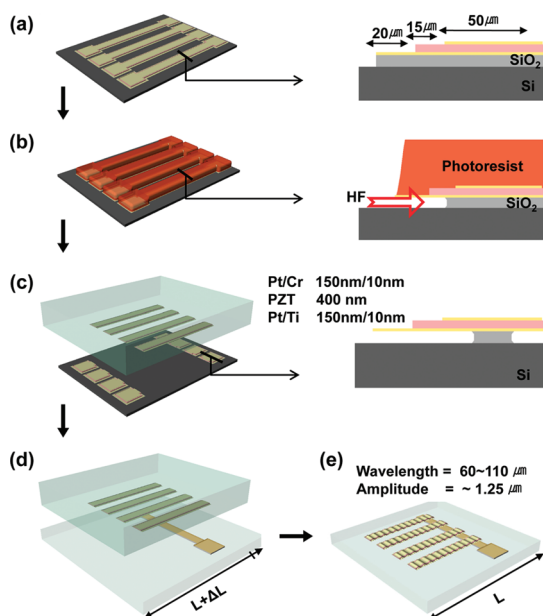 (a)
20㎛
15㎛
50㎛
SiO₂
Si
(b)
Photoresist
HF
SiO₂
(c)
Pt/Cr 150nm/10nm
PZT 400 nm
Pt/Ti 150nm/10nm
Si
(d)
L+ΔL
(e)
Wavelength = 60~110 ㎛
Amplitude = ~ 1.25 ㎛
L